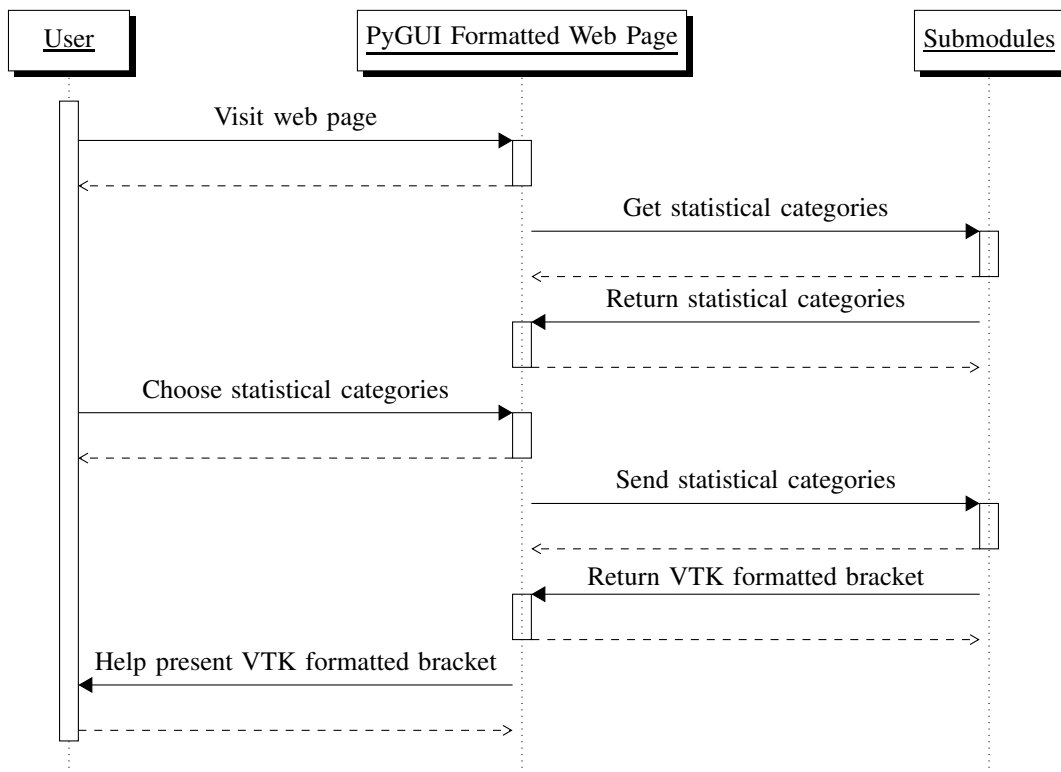 User
PyGUI Formatted Web Page
Submodules
Visit web page
Get statistical categories
Return statistical categories
Choose statistical categories
Send statistical categories
Return VTK formatted bracket
Help present VTK formatted bracket